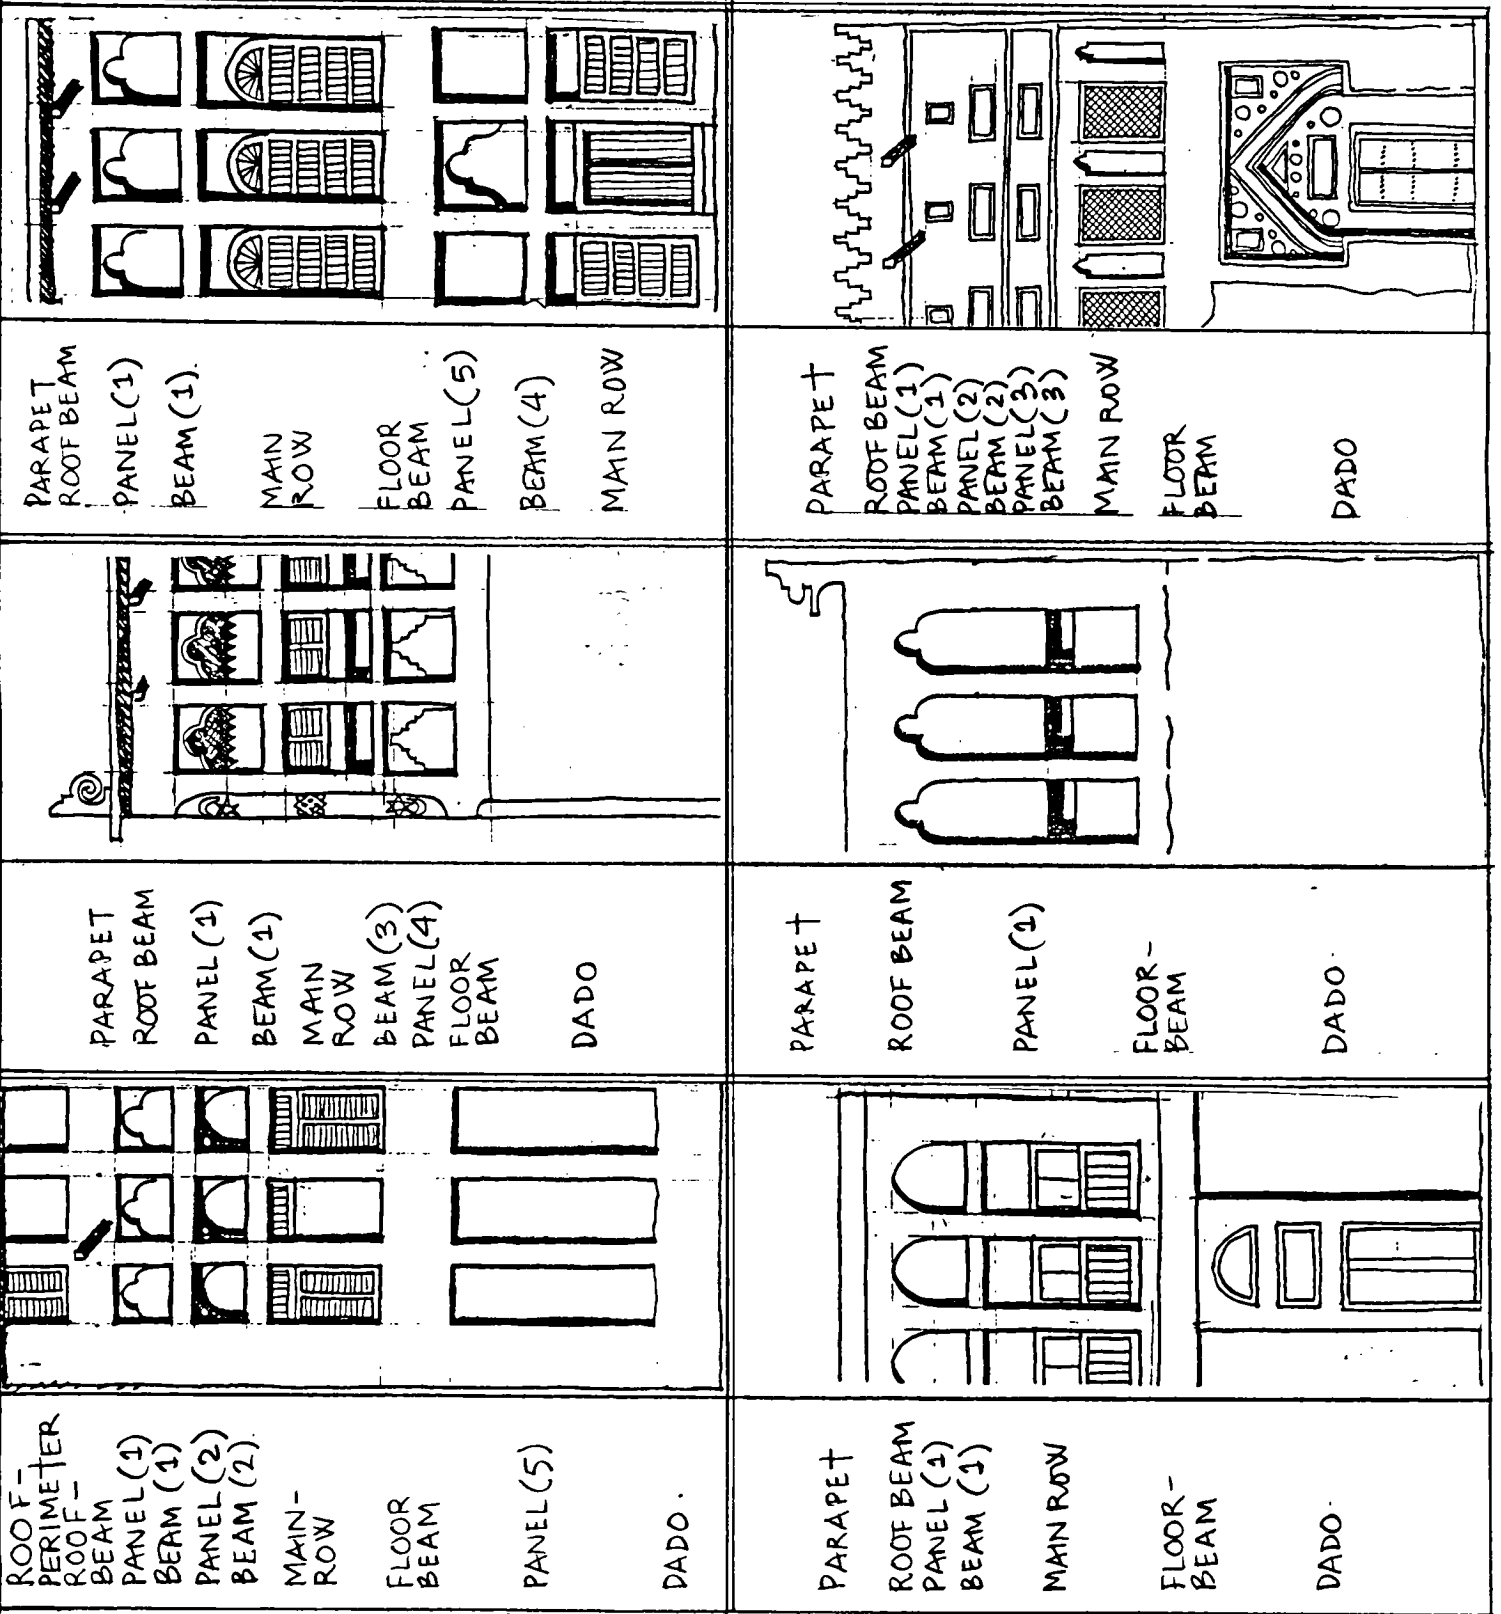 ROOF-
PERIMETER
ROOF-
BEAM
PANEL(1)
BEAM(1)
PANEL(2)
BEAM(2).
MAIN-
ROW
FLOOR
BEAM
PANEL(5)
DADO.
PARAPET
ROOF BEAM
PANEL(1)
BEAM(1)
MAIN
ROW
BEAM(3)
PANEL(4)
FLOOR
BEAM
DADO
PARAPET
ROOF BEAM
PANEL(1)
BEAM(1).
MAIN
ROW
FLOOR
BEAM
PANEL(5)
BEAM(4)
MAIN ROW
PARAPET
ROOF BEAM
PANEL(1)
BEAM(1)
MAIN ROW
FLOOR-
BEAM
DADO.
PARAPET
ROOF BEAM
PANEL(1)
FLOOR-
BEAM
DADO.
PARAPET
ROOF BEAM
PANEL(1)
BEAM(1)
PANEL(2)
BEAM(2)
PANEL(3)
BEAM(3)
MAIN ROW
FLOOR
BEAM
DADO